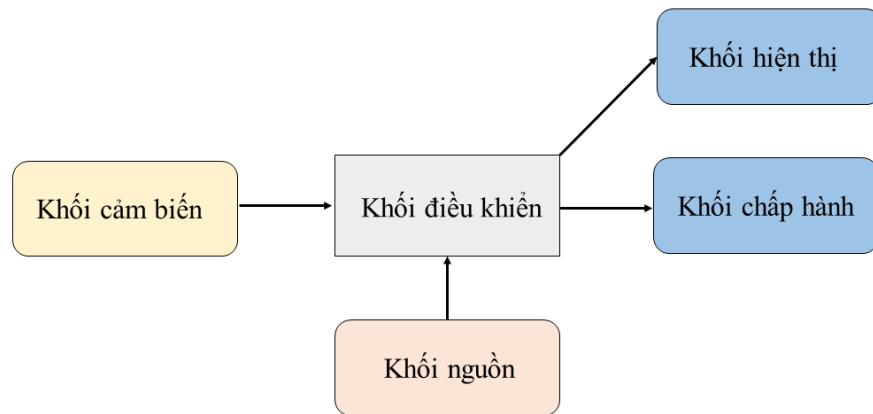 Khối hiện thị
Khối cảm biến
Khối điều khiển
Khối chấp hành
Khối nguồn